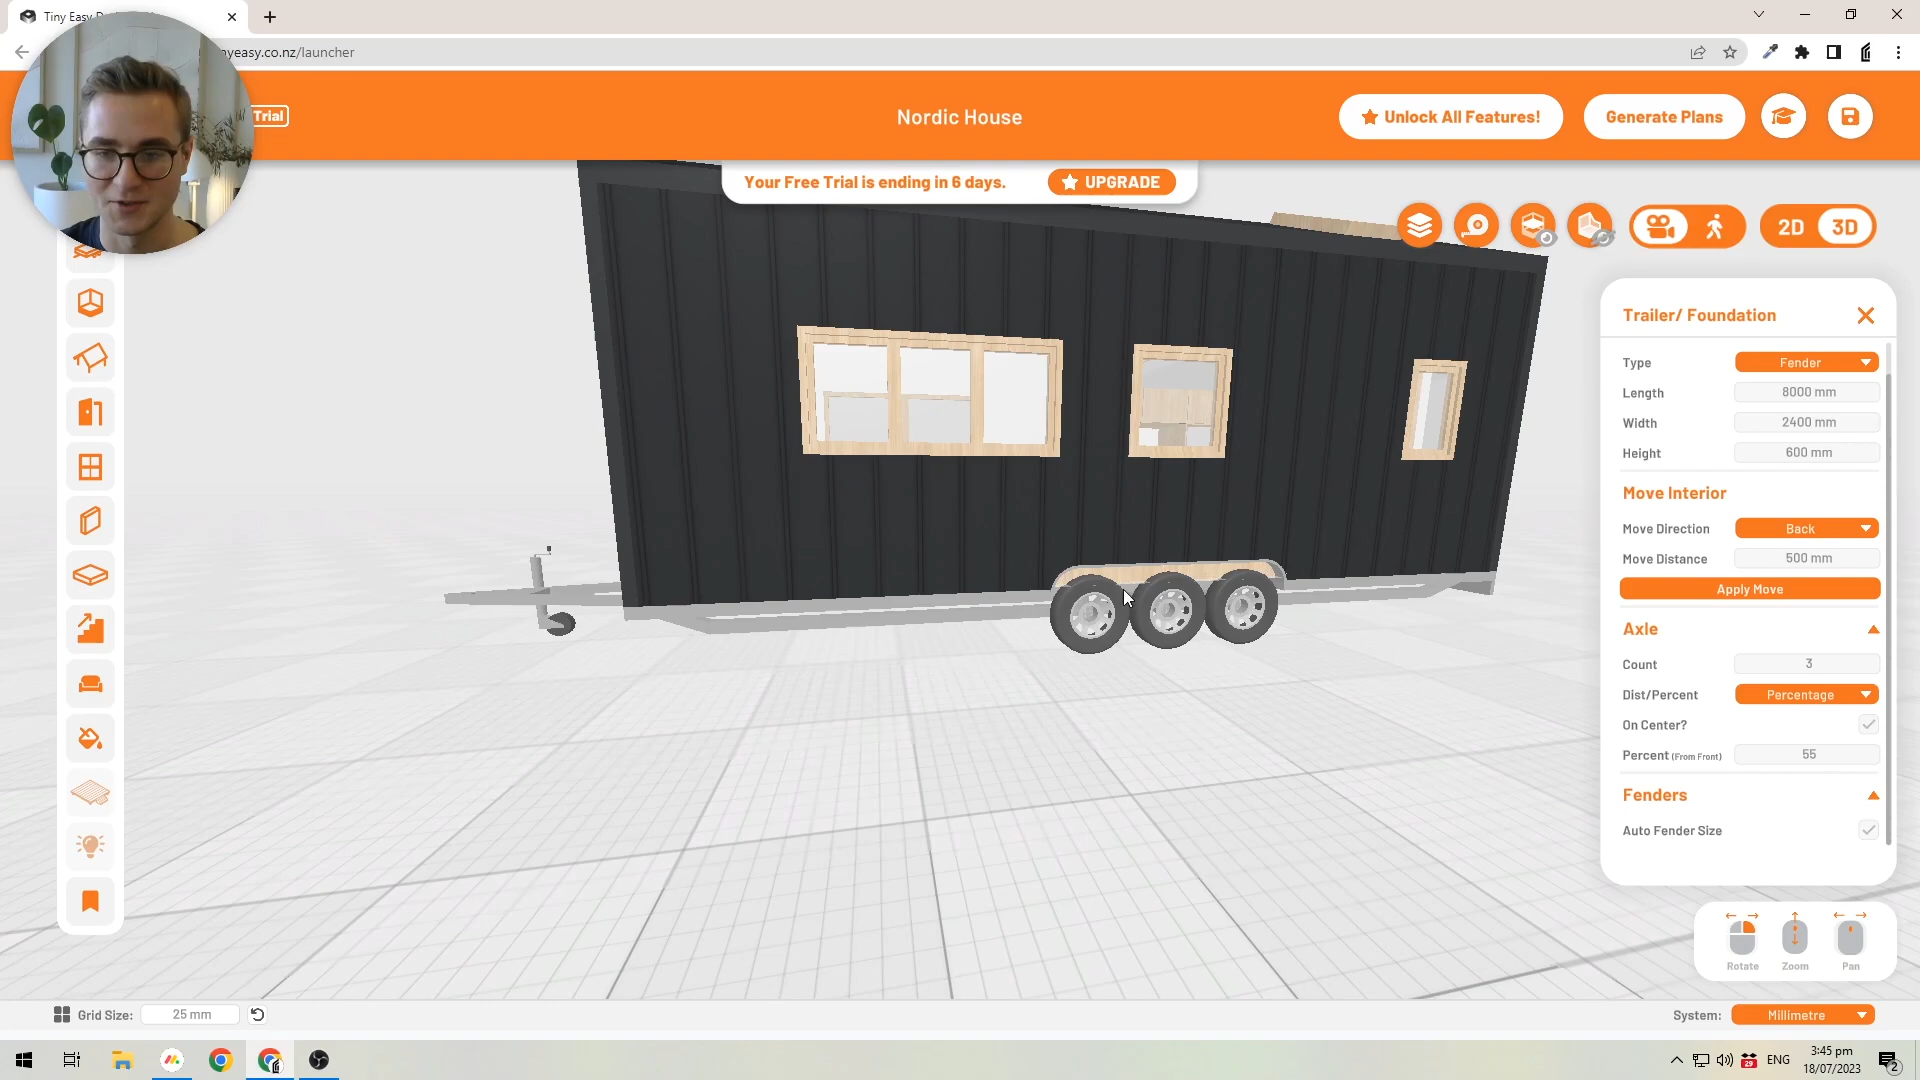 Tiny Easy
nyeasy.co.nz/launcher
Trial
Nordic House
Unlock All Features!
Generate Plans
Your Free Trial is ending in 6 days.
UPGRADE
2D
3D
Trailer/ Foundation
Type
Fender
Length
8000 mm
Width
2400 mm
Height
600 mm
Move Interior
Move Direction
Back
Move Distance
500 mm
Apply Move
Axle
Count
3
Dist/Percent
Percentage
On Center?
Percent (From Front)
55
Fenders
Auto Fender Size
Rotate
Zoom
Pan
Grid Size:
25 mm
System:
Millimetre
29
ENG
3:45 pm
18/07/2023
2